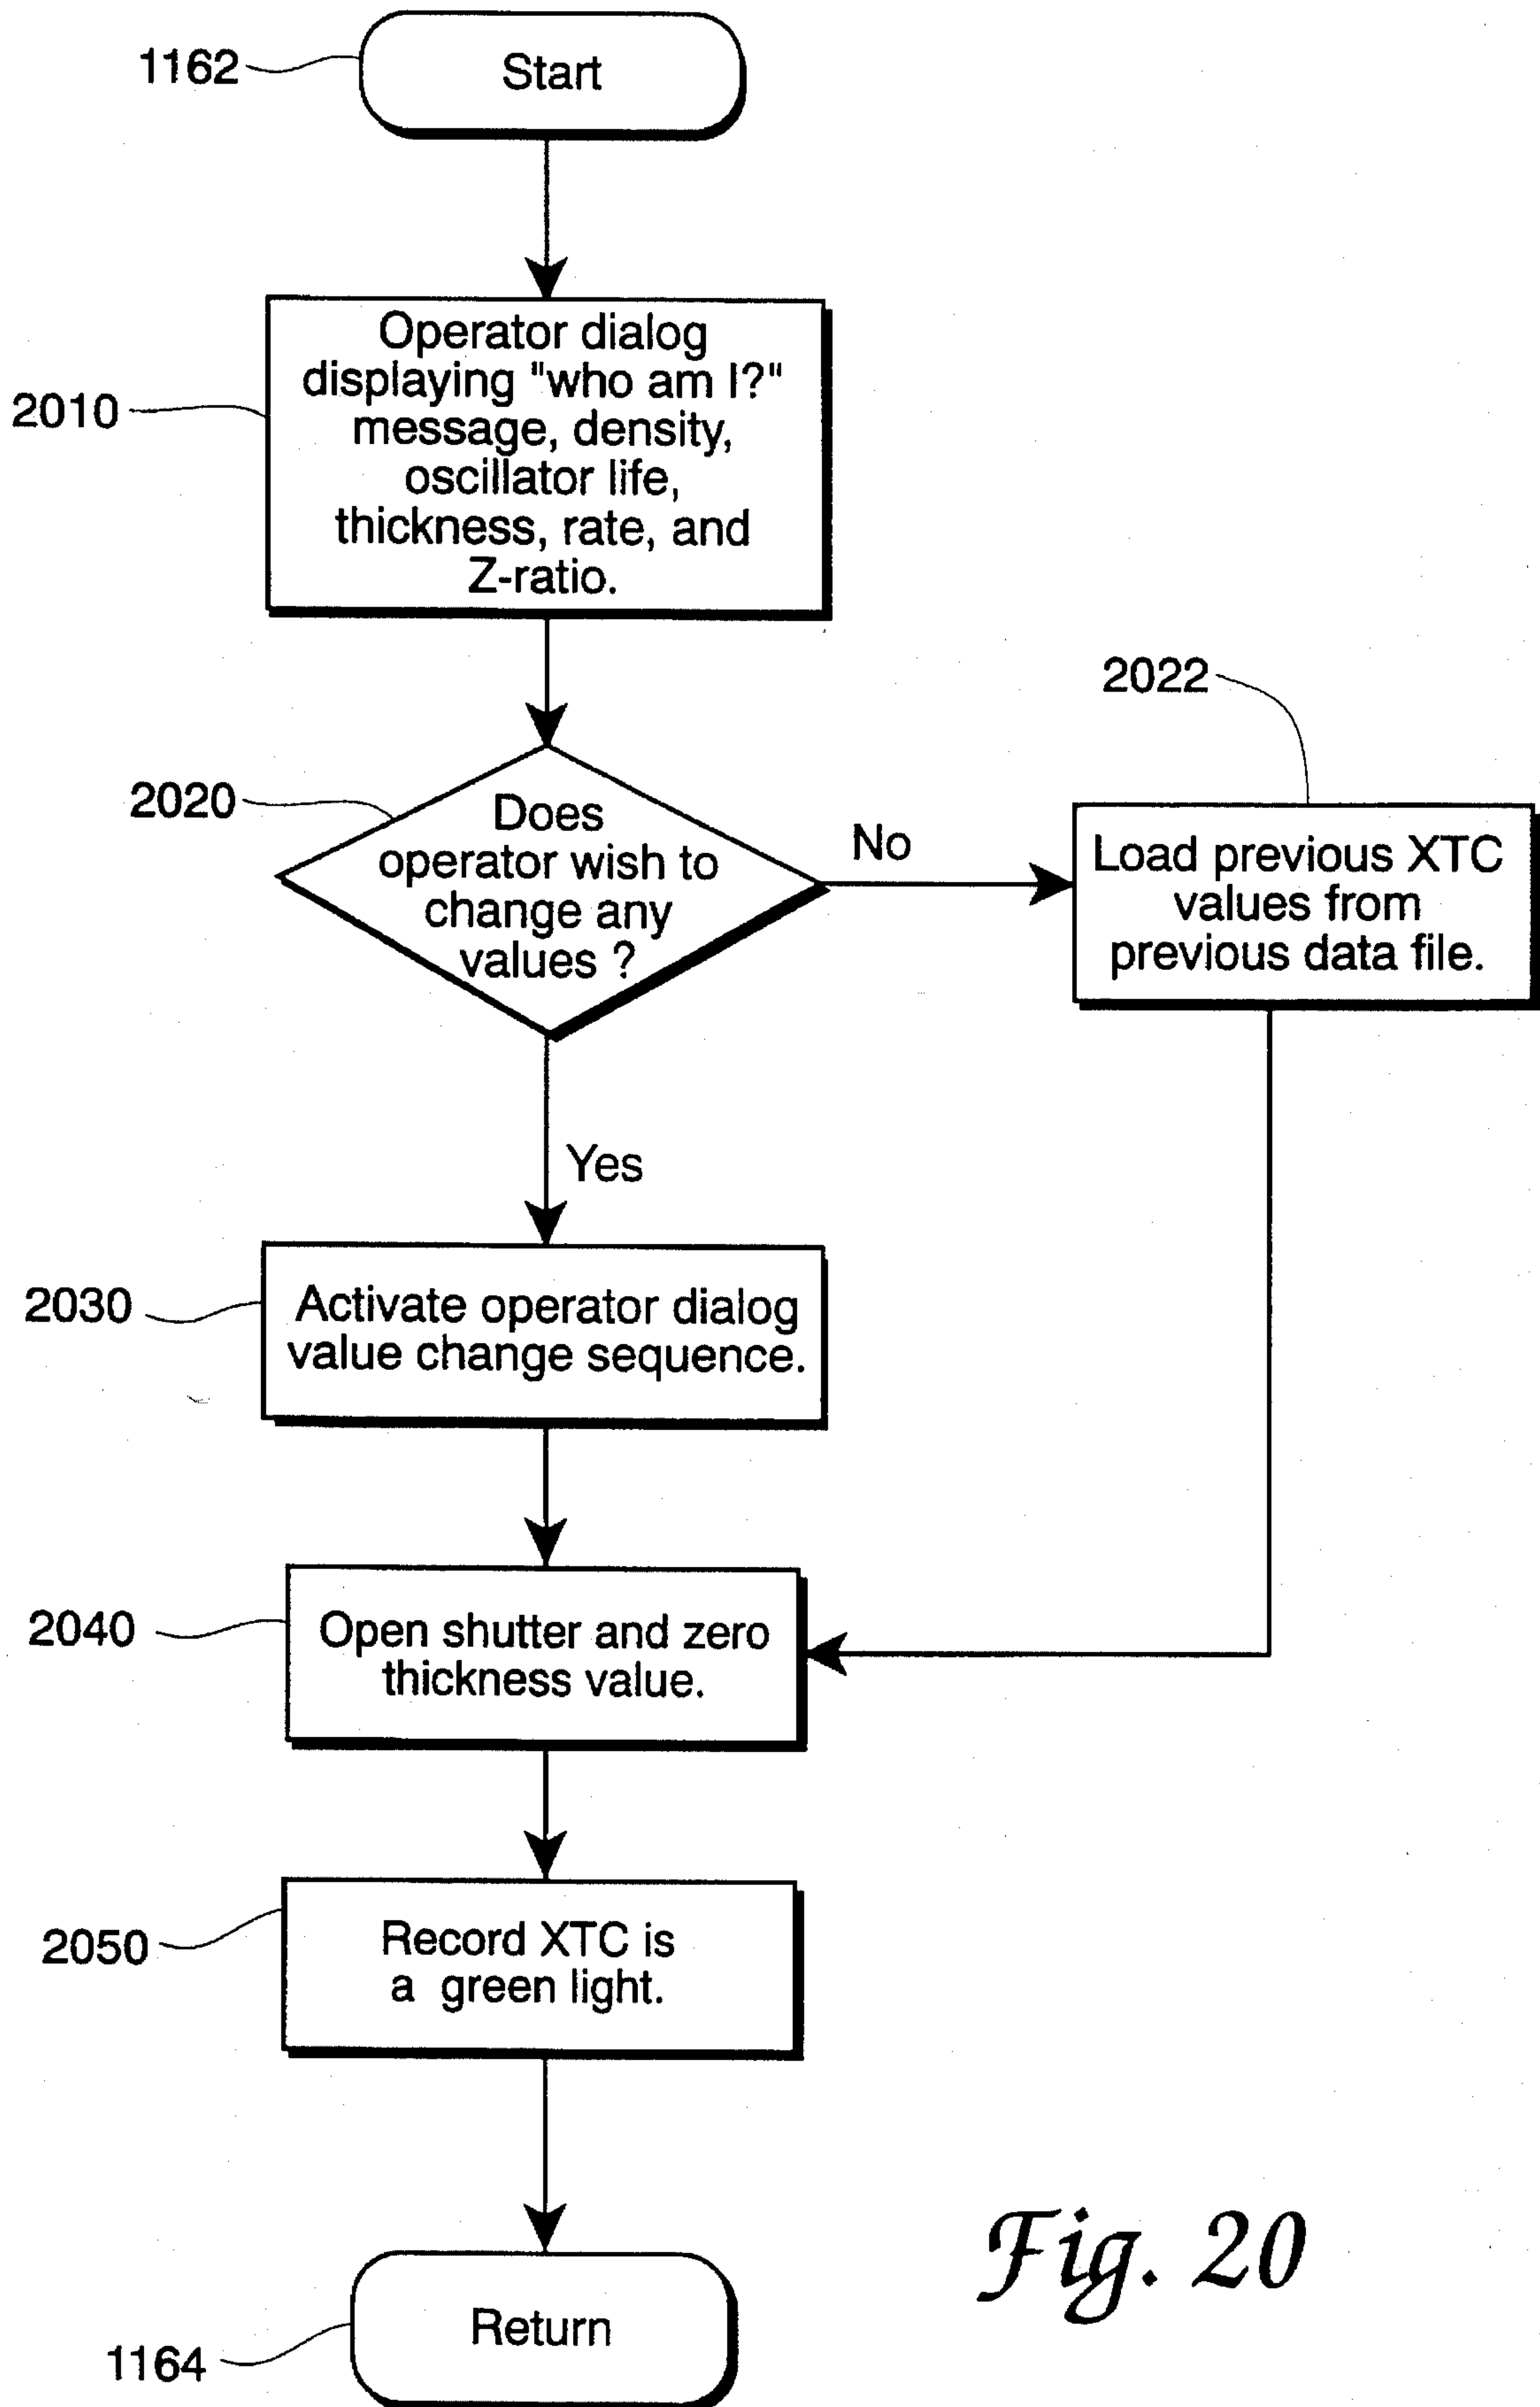 1162
Start
2010
Operator dialog
displaying "who am I?"
message, density,
oscillator life,
thickness, rate, and
Z-ratio.
2022
2020
Does
operator wish to
change any
values ?
No
Load previous XTC
values from
previous data file.
Yes
2030
Activate operator dialog
value change sequence.
2040
Open shutter and zero
thickness value.
2050
Record XTC is
a green light.
Fig. 20
Return
1164